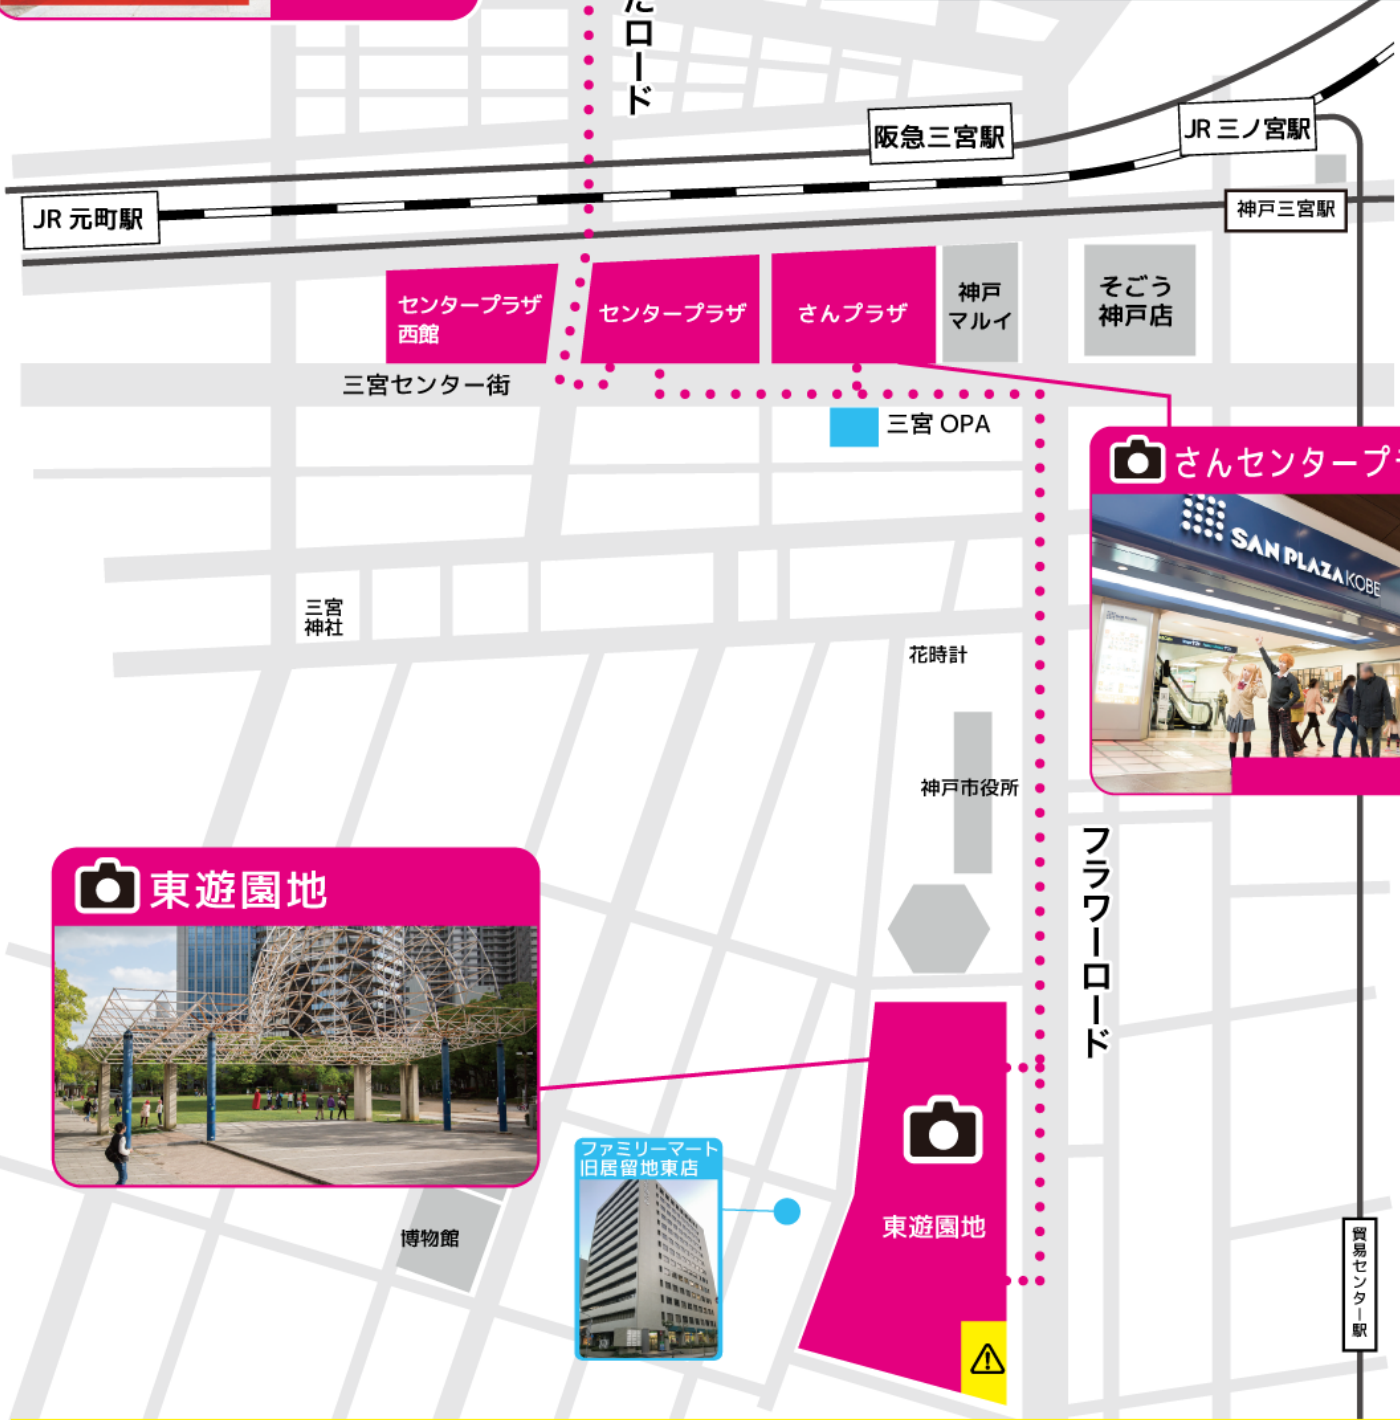 たロード
阪急三宮駅
JR 三ノ宮駅
JR 元町駅
神戸三宮駅
センタープラザ
西館
センタープラザ
さんプラザ
神戸
マルイ
そごう
神戸店
三宮センター街
三宮 OPA
さんセンタープラ
SAN PLAZA KOBE
三宮
神社
花時計
神戸市役所
フラワーロード
東遊園地
ファミリーマート
旧居留地東店
東遊園地
博物館
貿易センター駅